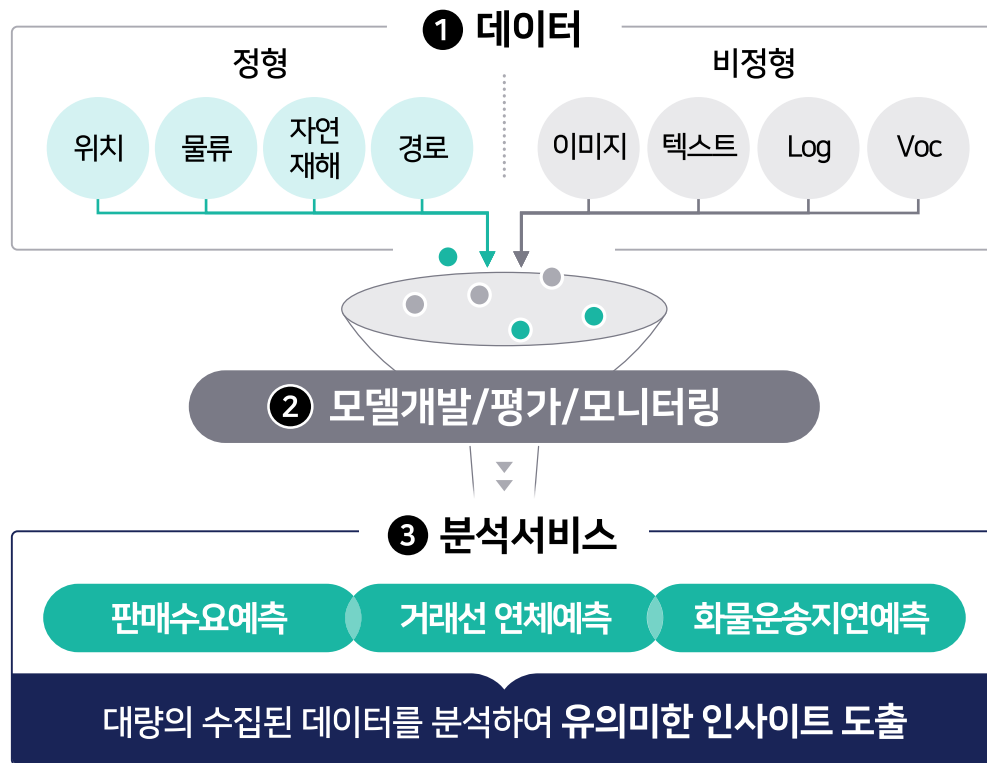 1 데이터
정형
비정형
위치
물류
자연
재해
경로
이미지
텍스트
Log
Voc
2 모델개발/평가/모니터링
3 분석서비스
판매수요예측
거래선 연체예측
화물운송지연예측
대량의 수집된 데이터를 분석하여 유의미한 인사이트 도출